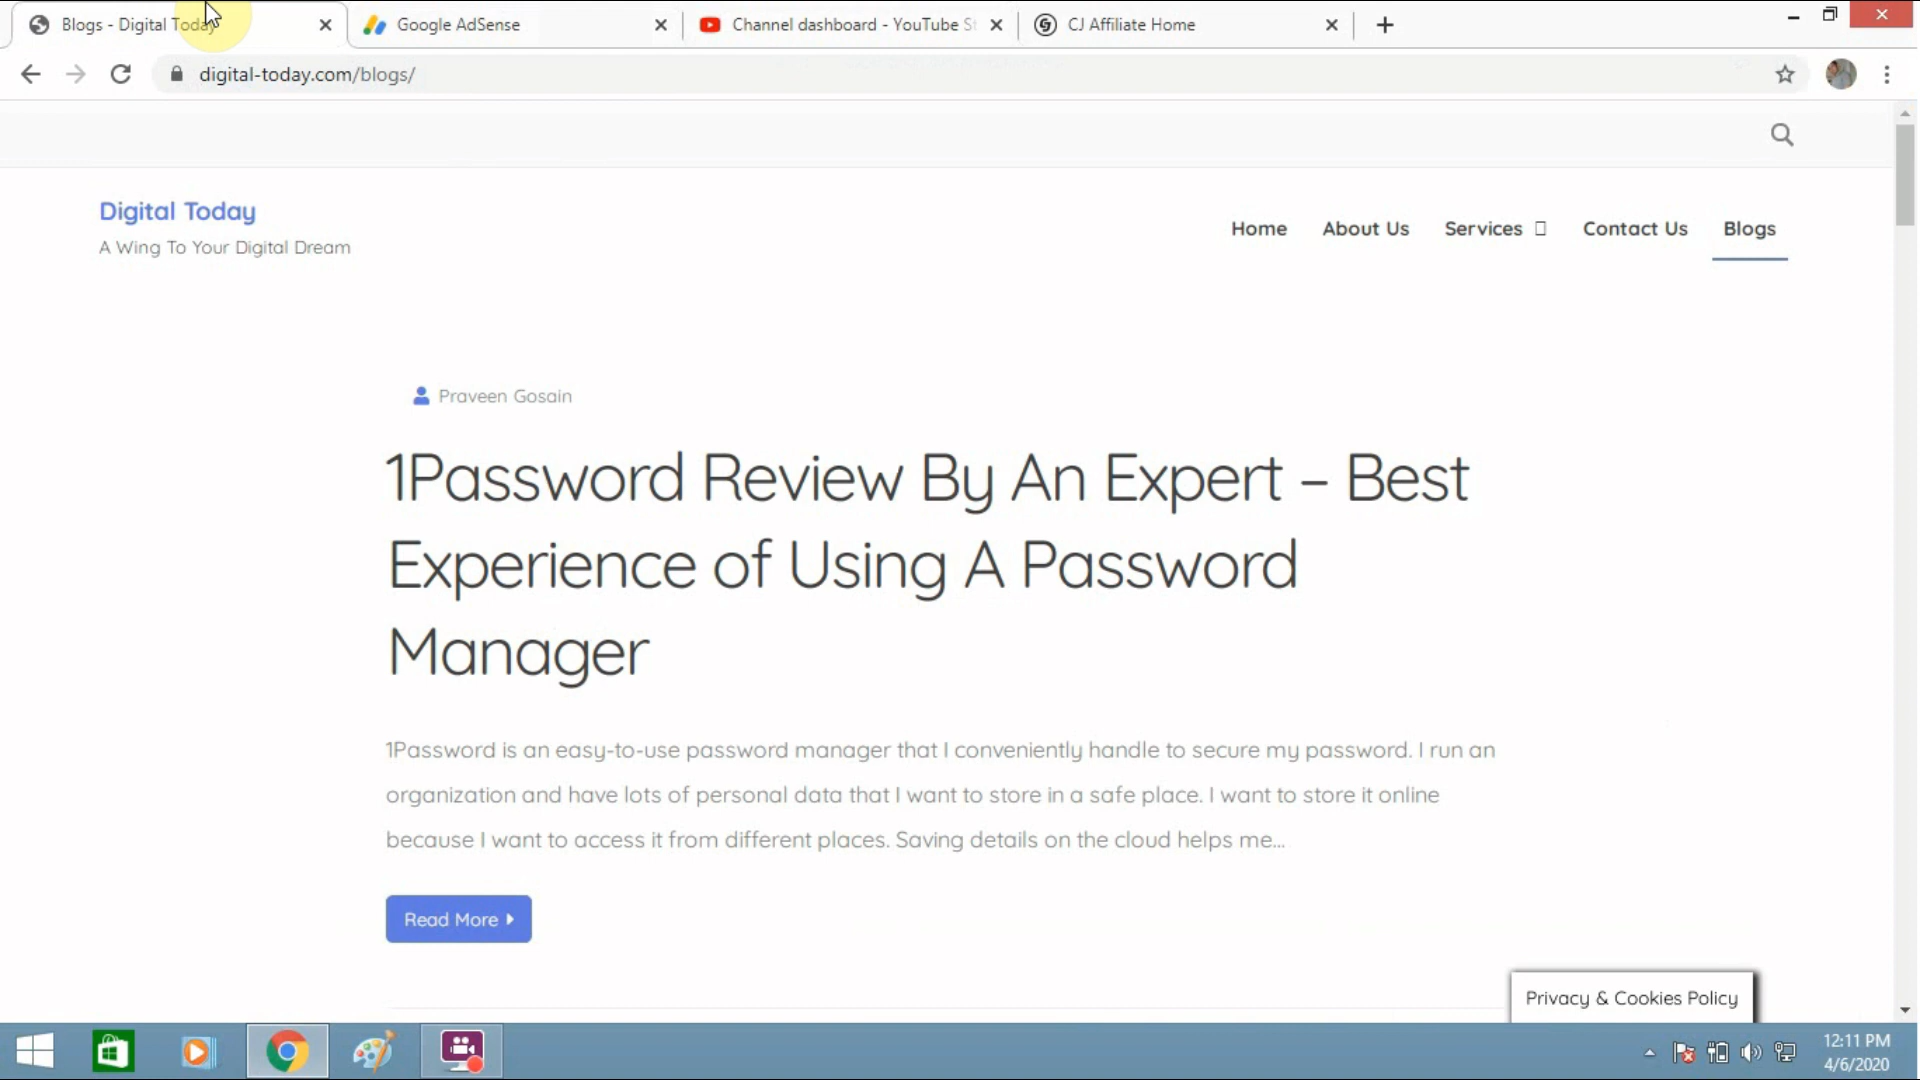 Blogs - Digital Today
Google AdSense
Channel dashboard - YouTube St
CJ Affiliate Home
digital-today.com/blogs/
Digital Today
A Wing To Your Digital Dream
Home
About Us
Services
Contact Us
Blogs
Praveen Gosain
1Password Review By An Expert – Best
Experience of Using A Password
Manager
1Password is an easy-to-use password manager that I conveniently handle to secure my password. I run an
organization and have lots of personal data that I want to store in a safe place. I want to store it online
because I want to access it from different places. Saving details on the cloud helps me...
Read More
Privacy & Cookies Policy
12:11 PM
4/6/2020